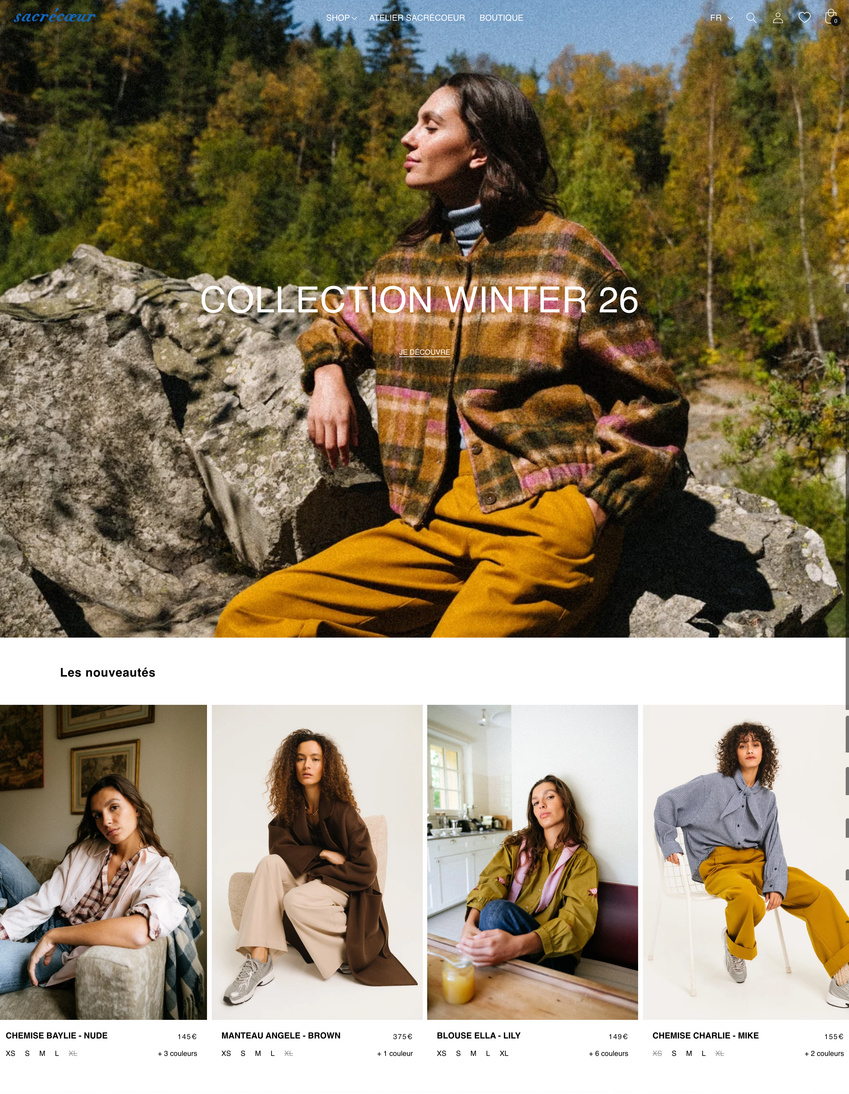 sacrécœur
SHOP
ATELIER SACRÉCOEUR
BOUTIQUE
FR
0
COLLECTION WINTER 26
JE DÉCOUVRE
Les nouveautés
CHEMISE BAYLIE - NUDE 145€
XS S M L XL + 3 couleurs
MANTEAU ANGELE - BROWN 375€
XS S M L XL + 1 couleur
BLOUSE ELLA - LILY 149€
XS S M L XL + 6 couleurs
CHEMISE CHARLIE - MIKE 155€
XS S M L XL + 2 couleurs